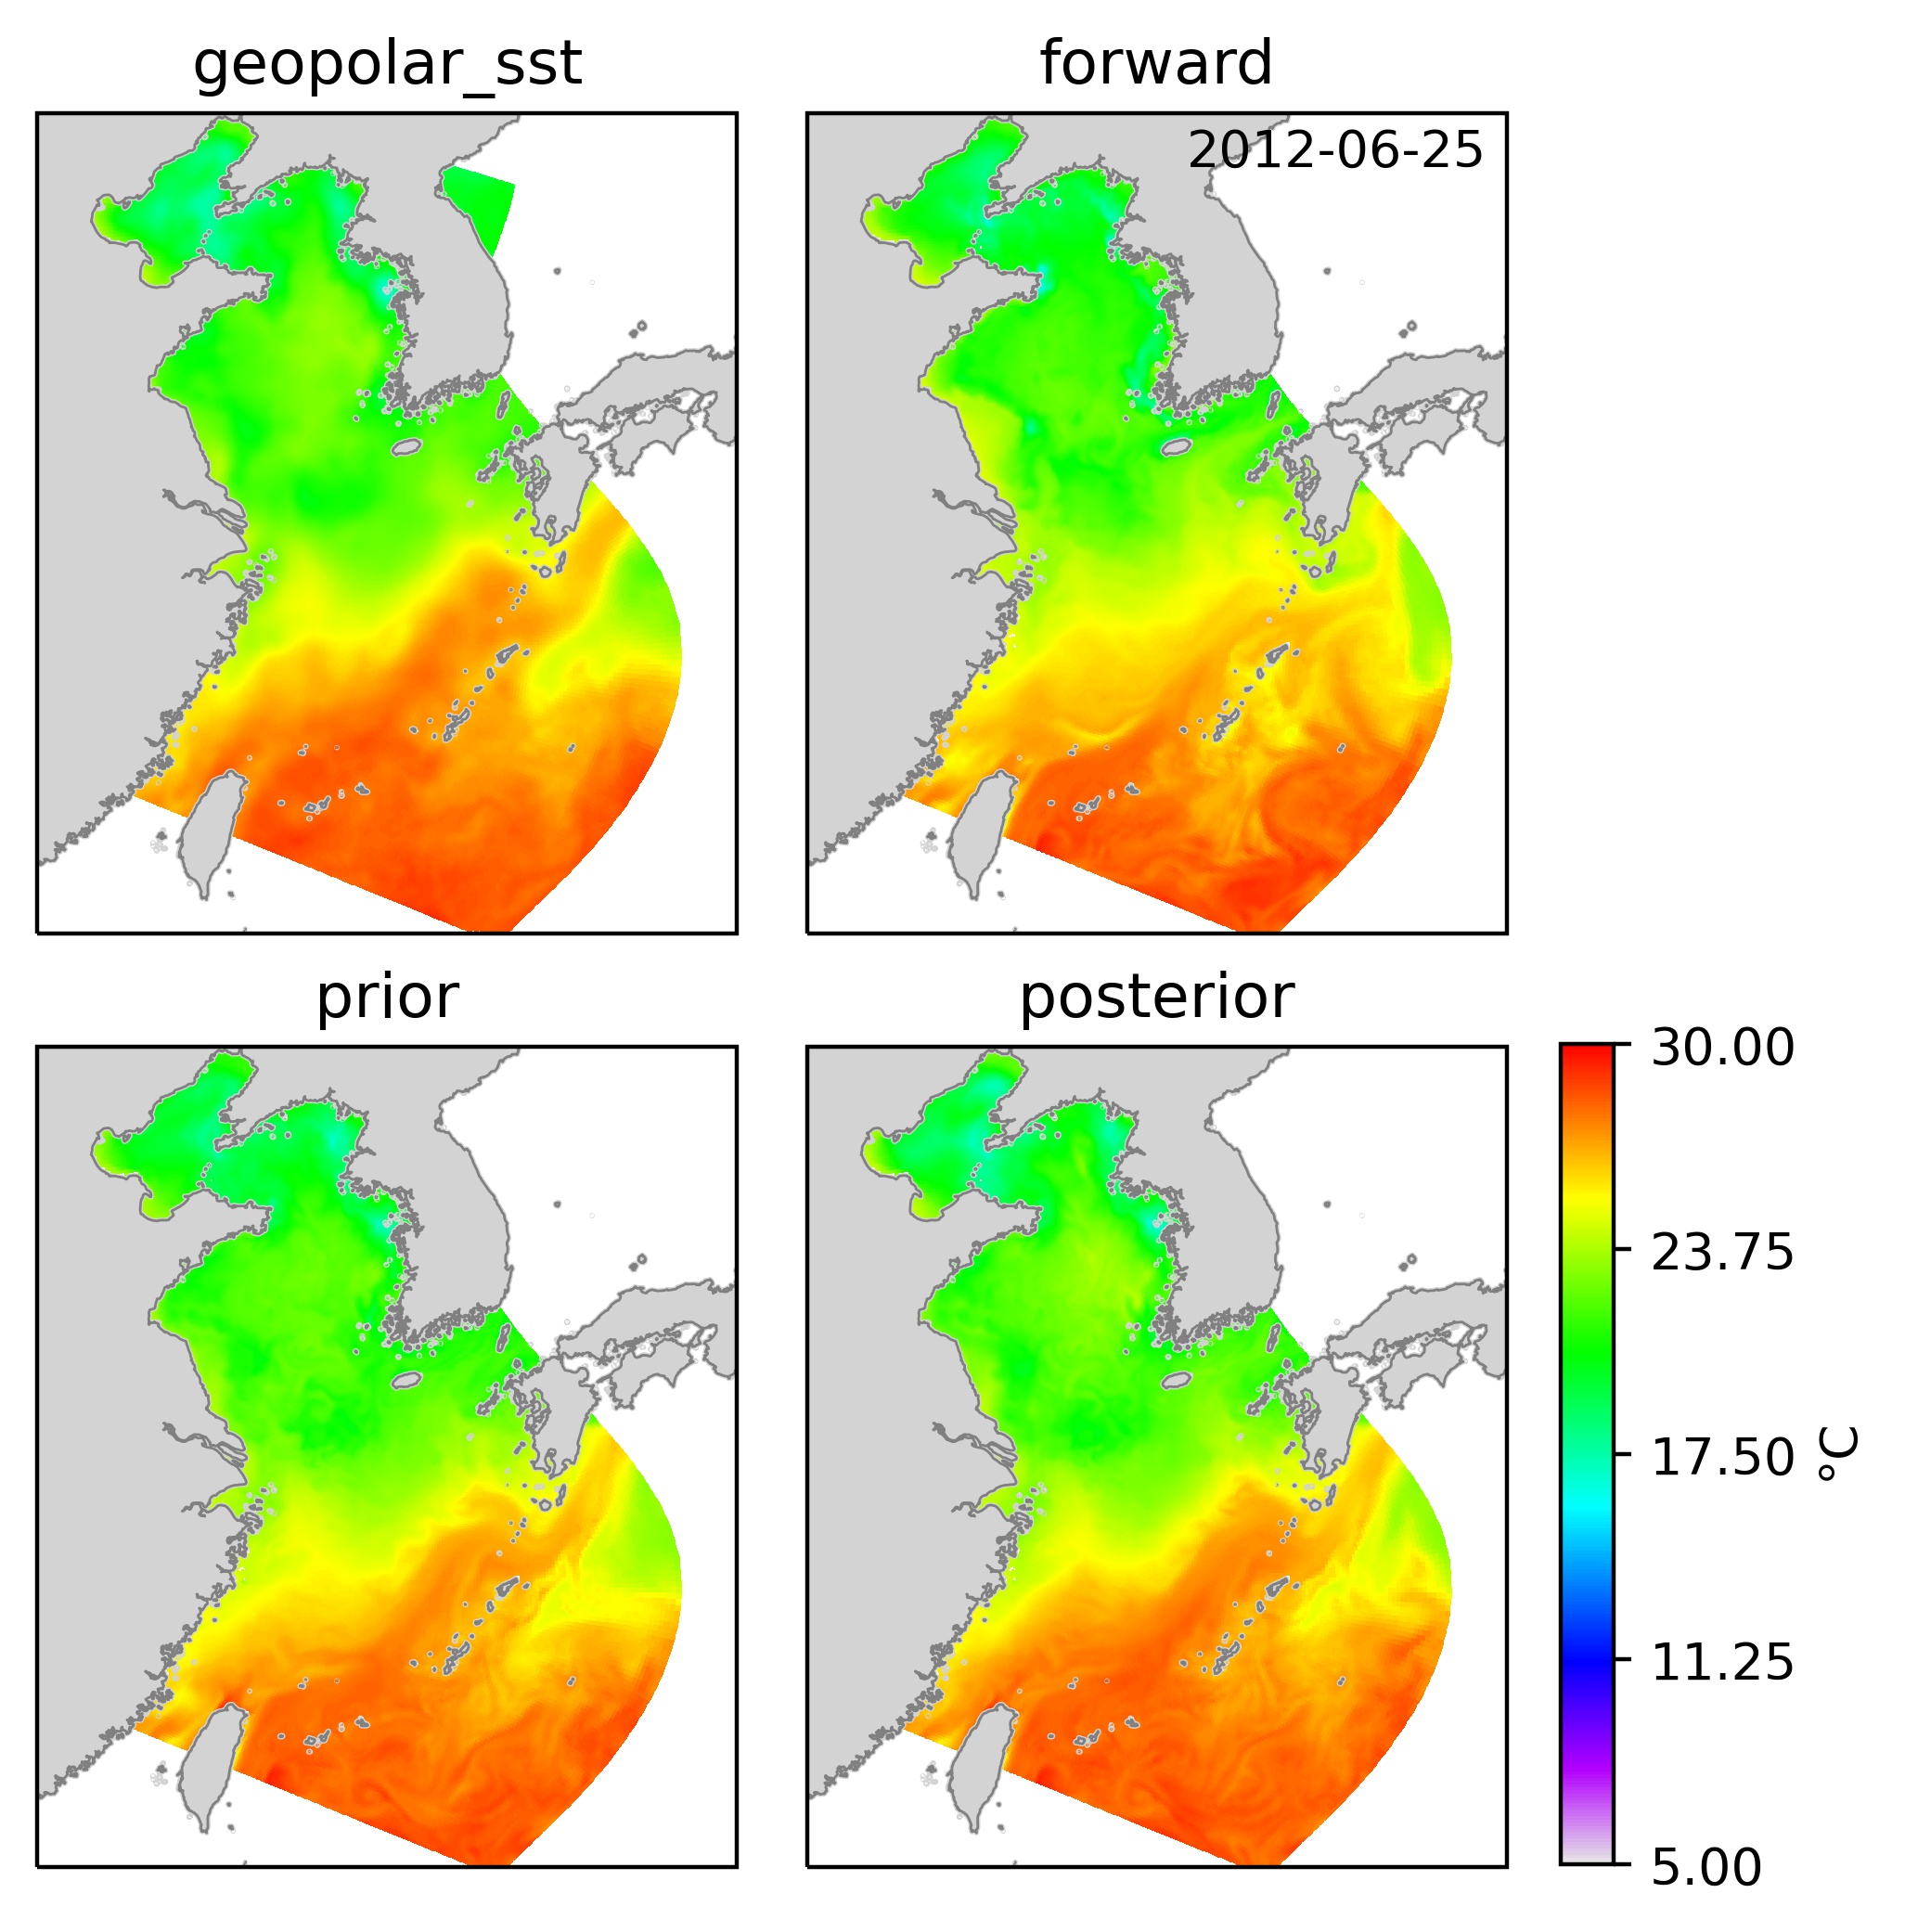 geopolar_sst
forward
2012-06-25
prior
posterior
30.00
23.75
17.50
11.25
5.00
°C